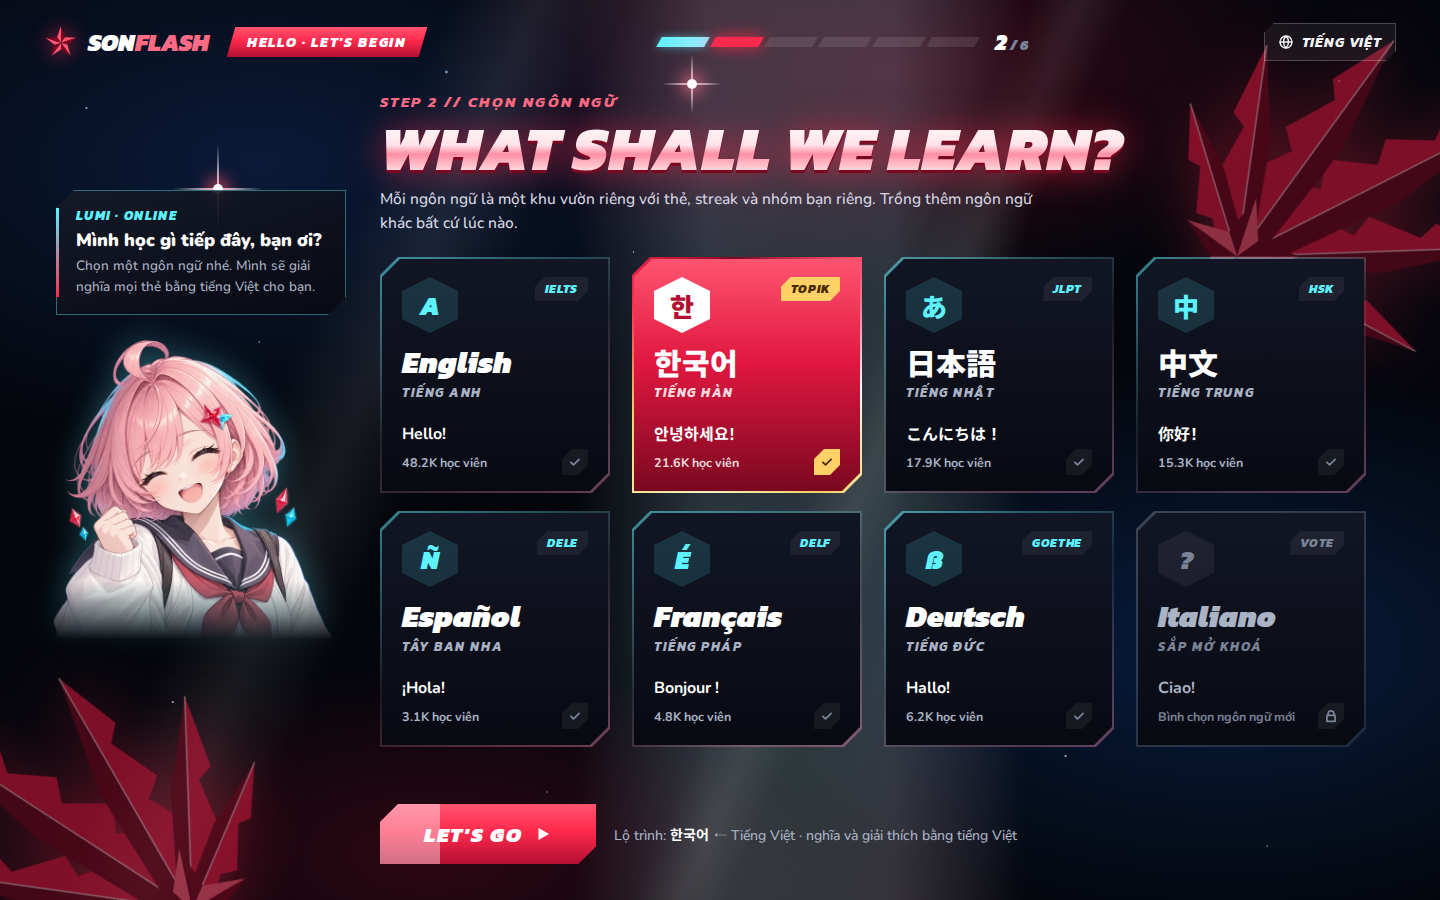 SONFLASH
HELLO · LET'S BEGIN
2 / 6
TIẾNG VIỆT
STEP 2 // CHỌN NGÔN NGỮ
WHAT SHALL WE LEARN?
Mỗi ngôn ngữ là một khu vườn riêng với thẻ, streak và nhóm bạn riêng. Trồng thêm ngôn ngữ
khác bất cứ lúc nào.
LUMI · ONLINE
Mình học gì tiếp đây, bạn ơi?
Chọn một ngôn ngữ nhé. Mình sẽ giải
nghĩa mọi thẻ bằng tiếng Việt cho bạn.
A
IELTS
English
TIẾNG ANH
Hello!
48.2K học viên
한
TOPIK
한국어
TIẾNG HÀN
안녕하세요!
21.6K học viên
あ
JLPT
日本語
TIẾNG NHẬT
こんにちは！
17.9K học viên
中
HSK
中文
TIẾNG TRUNG
你好！
15.3K học viên
Ñ
DELE
Español
TÂY BAN NHA
¡Hola!
3.1K học viên
É
DELF
Français
TIẾNG PHÁP
Bonjour !
4.8K học viên
ß
GOETHE
Deutsch
TIẾNG ĐỨC
Hallo!
6.2K học viên
?
VOTE
Italiano
SẮP MỞ KHOÁ
Ciao!
Bình chọn ngôn ngữ mới
LET'S GO
Lộ trình: 한국어 ← Tiếng Việt · nghĩa và giải thích bằng tiếng Việt